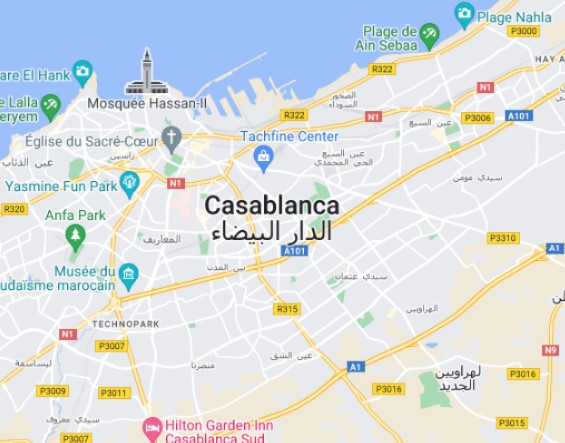 Plage Nahla
P3000
Plage de
Ain Sebaa
R322
HAY A
are El Hank
N1
Mosquée Hassan-II
الصخور
السوداء
R322
N1
P3006
A101
e Lalla
eryem
عين السبع
Église du Sacré-Cœur
Tachfine Center
عين الذئاب
راسين
عين السبع
الحي المحمدي
Yasmine Fun Park
N1
سيدي مومن
Casablanca
الدار البيضاء
R320
Anfa Park
المعاريف
A101
P3310
A1
Musée du
udaïsme marocain
بين المدن
سيدي عثمان
R315
الهراويين
TECHNOPARK
N1
P3007
ليساسفة
عين الشق
منصرنا
A1
N9
لهراويين
الجديد
P3016
P3016
P3009
P3011
سيدي معروف
P3015
Hilton Garden Inn
Casablanca Sud
P3007